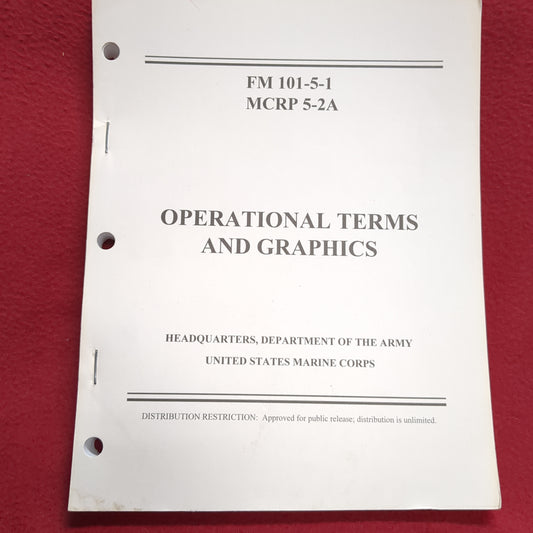 FM 101-5-1
MCRP 5-2A
OPERATIONAL TERMS
AND GRAPHICS
HEADQUARTERS, DEPARTMENT OF THE ARMY
UNITED STATES MARINE CORPS
DISTRIBUTION RESTRICTION: Approved for public release; distribution is unlimited.